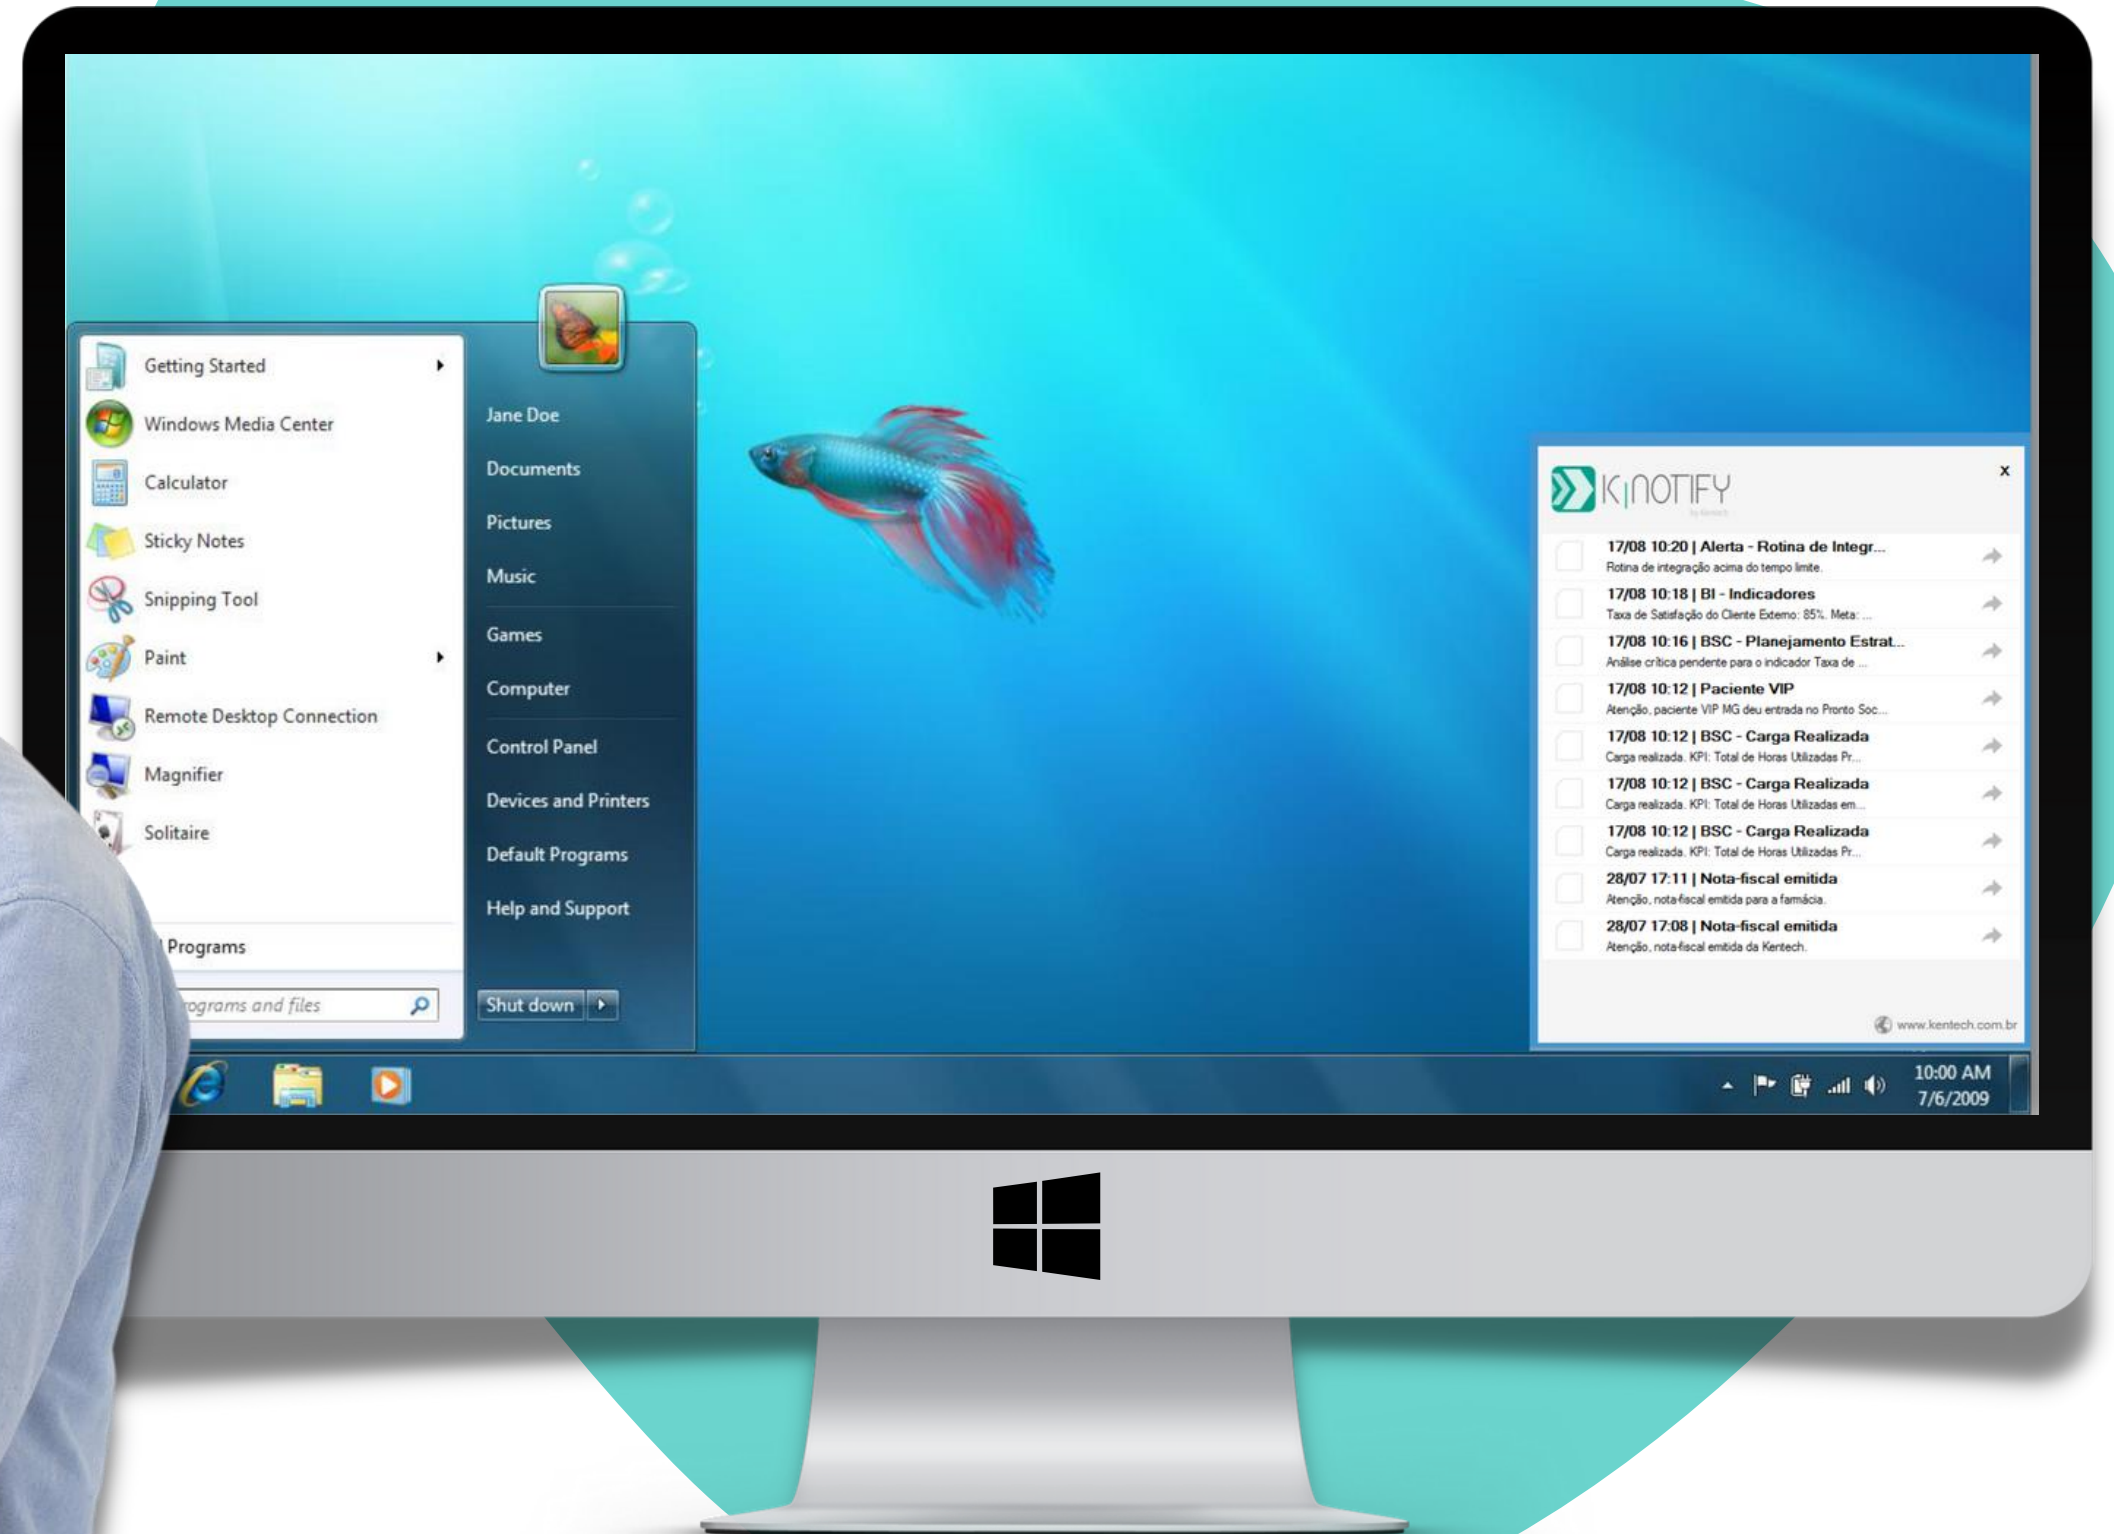 Getting Started
Windows Media Center
Calculator
Sticky Notes
Snipping Tool
Paint
Remote Desktop Connection
Magnifier
Solitaire
Programs
and files
Jane Doe
Documents
Pictures
Music
Games
Computer
Control Panel
Devices and Printers
Default Programs
Help and Support
Shut down
K|NOTIFY
by Kentech
x
17/08 10:20 | Alerta - Rotina de Integr...
Rotina de integração acima do tempo limite.
17/08 10:18 | BI - Indicadores
Taxa de Satisfação do Cliente Externo: 85%. Meta: ...
17/08 10:16 | BSC - Planejamento Estrat...
Análise crítica pendente para o indicador Taxa de ...
17/08 10:12 | Paciente VIP
Atenção, paciente VIP MG deu entrada no Pronto Soc...
17/08 10:12 | BSC - Carga Realizada
Carga realizada. KPI: Total de Horas Utilizadas Pr...
17/08 10:12 | BSC - Carga Realizada
Carga realizada. KPI: Total de Horas Utilizadas em...
17/08 10:12 | BSC - Carga Realizada
Carga realizada. KPI: Total de Horas Utilizadas Pr...
28/07 17:11 | Nota-fiscal emitida
Atenção, nota-fiscal emitida para a farmácia.
28/07 17:08 | Nota-fiscal emitida
Atenção, nota-fiscal emitida da Kentech.
www.kentech.com.br
10:00 AM
7/6/2009